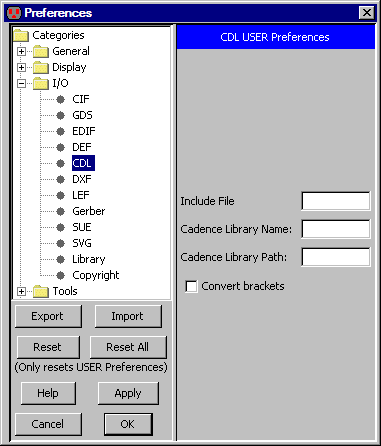 Preferences
Categories
General
Display
I/O
CIF
GDS
EDIF
DEF
CDL
DXF
LEF
Gerber
SUE
SVG
Library
Copyright
Tools
Export Import
Reset Reset All
(Only resets USER Preferences)
Help Apply
Cancel OK
CDL USER Preferences
Include File
Cadence Library Name:
Cadence Library Path:
Convert brackets